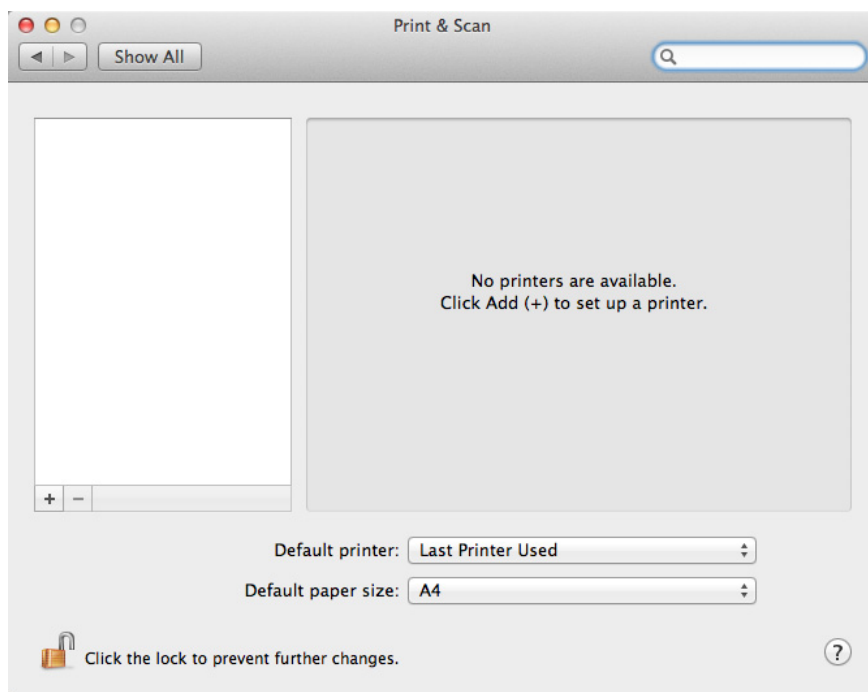 Print & Scan
Show All
No printers are available.
Click Add (+) to set up a printer.
+ −
Default printer: Last Printer Used
Default paper size: A4
Click the lock to prevent further changes.
?